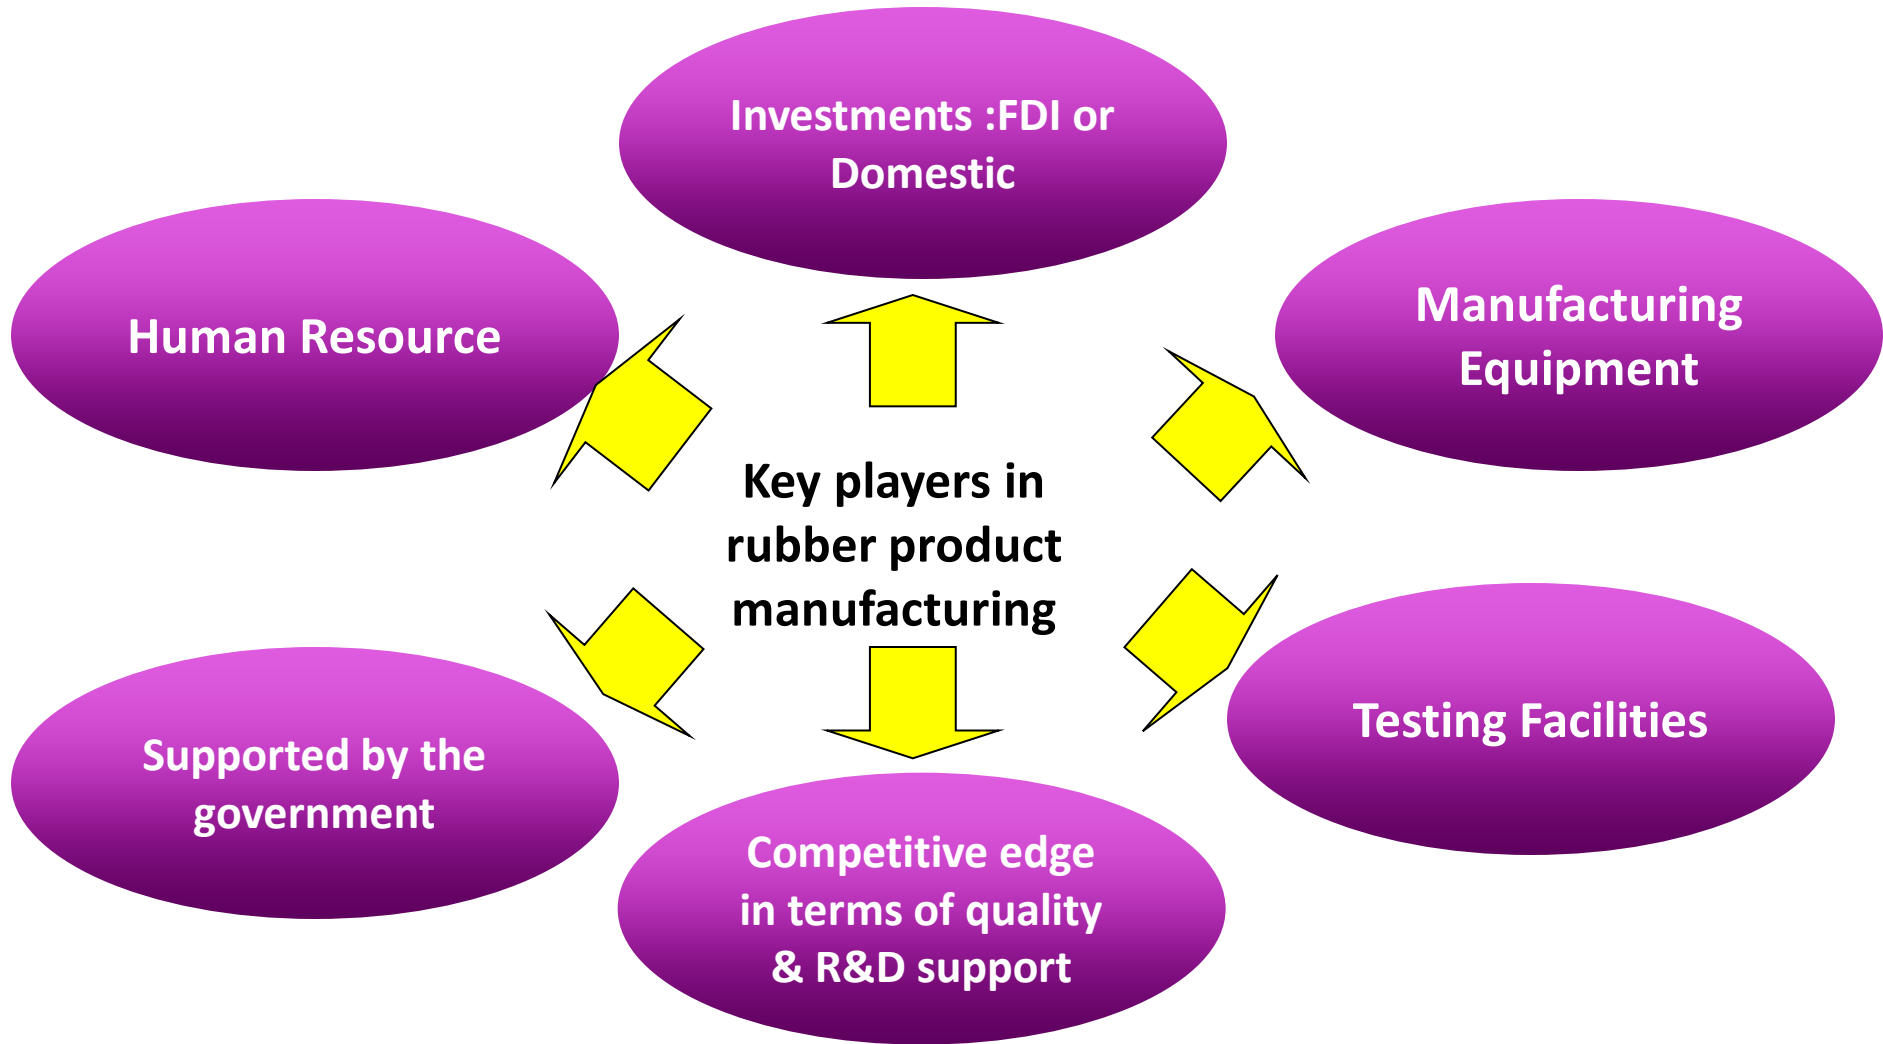 Investments :FDI or
Domestic
Human Resource
Manufacturing
Equipment
Key players in
rubber product
manufacturing
Testing Facilities
Supported by the
government
Competitive edge
in terms of quality
& R&D support